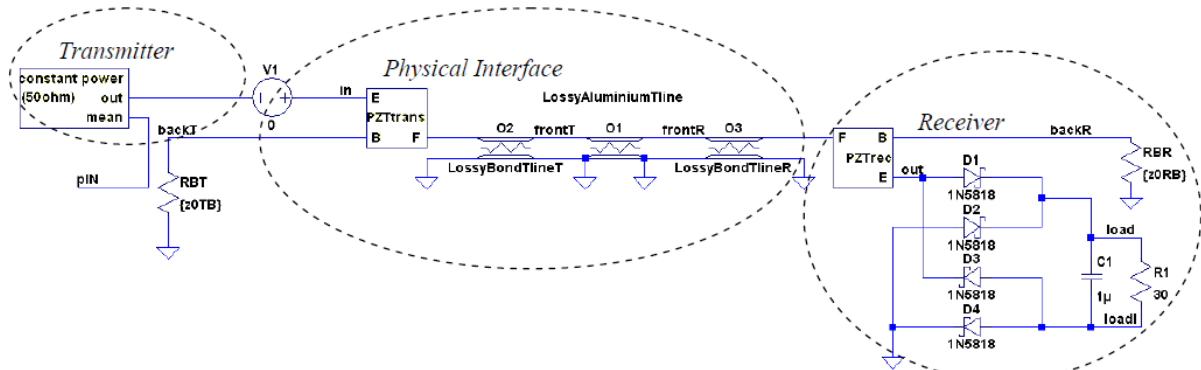 Transmitter
constant power
(50ohm) out
mean
pIN
backT
RBT
{z0TB}
V1
0
in
Physical Interface
E
PZTtrans
B F
LossyAluminiumTline
O2 frontT O1 frontR O3
LossyBondTlineT
LossyBondTlineR
Receiver
F B
PZTrec
E
out
backR
RBR
{z0RB}
D1
1N5818
D2
1N5818
D3
1N5818
D4
1N5818
load
C1
1µ
R1
30
loadl